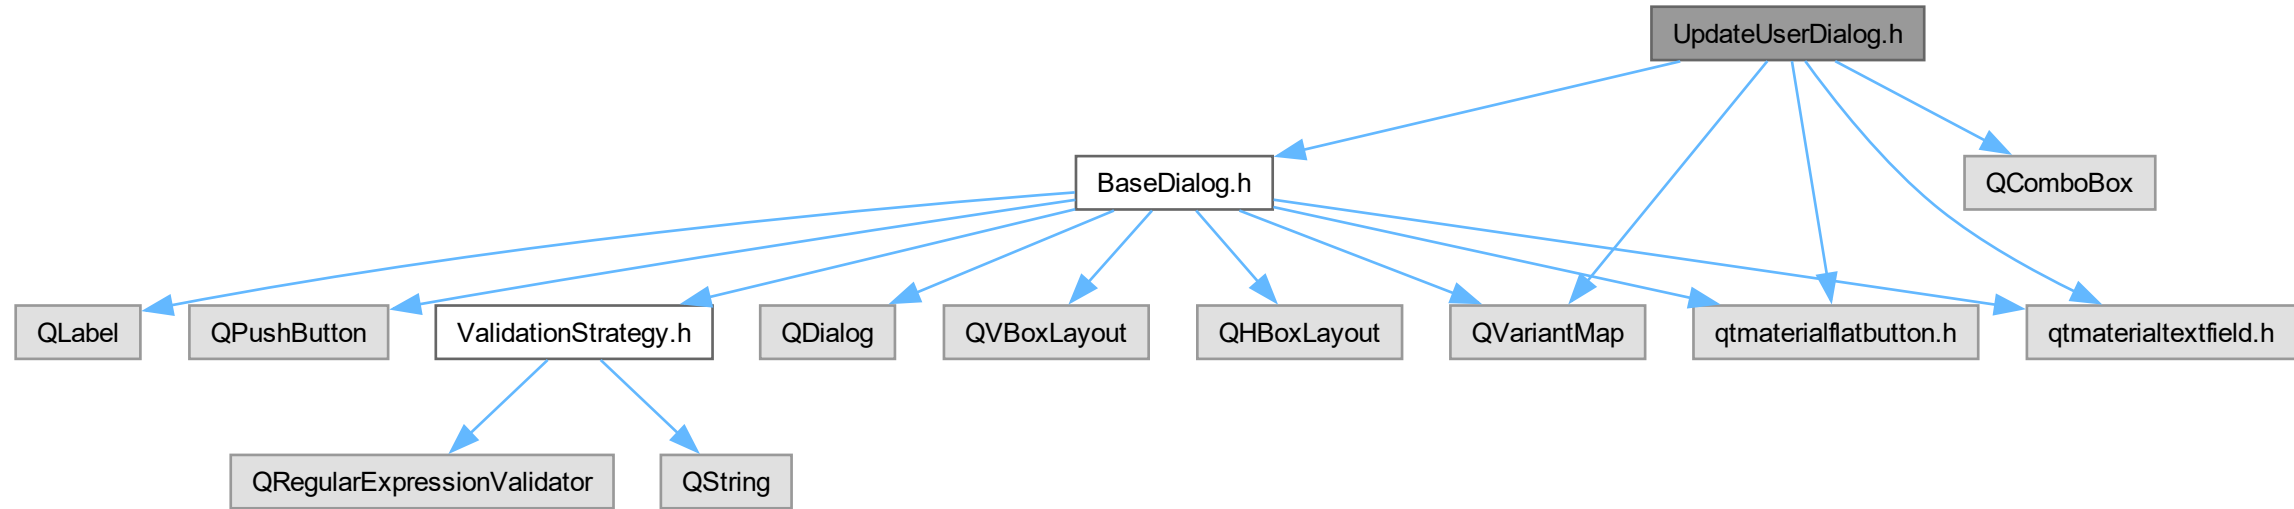 UpdateUserDialog.h
BaseDialog.h
QComboBox
QLabel
QPushButton
ValidationStrategy.h
QDialog
QVBoxLayout
QHBoxLayout
QVariantMap
qtmaterialflatbutton.h
qtmaterialtextfield.h
QRegularExpressionValidator
QString